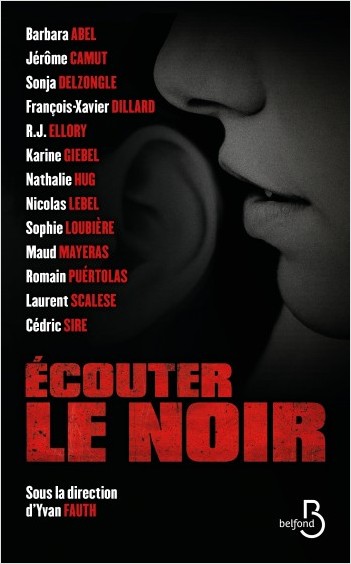 Barbara ABEL
Jérôme CAMUT
Sonja DELZONGLE
François-Xavier DILLARD
R.J. ELLORY
Karine GIEBEL
Nathalie HUG
Nicolas LEBEL
Sophie LOUBIÈRE
Maud MAYERAS
Romain PUÉRTOLAS
Laurent SCALESE
Cédric SIRE
ÉCOUTER
LE NOIR
Sous la direction
d'Yvan FAUTH
B
belfond